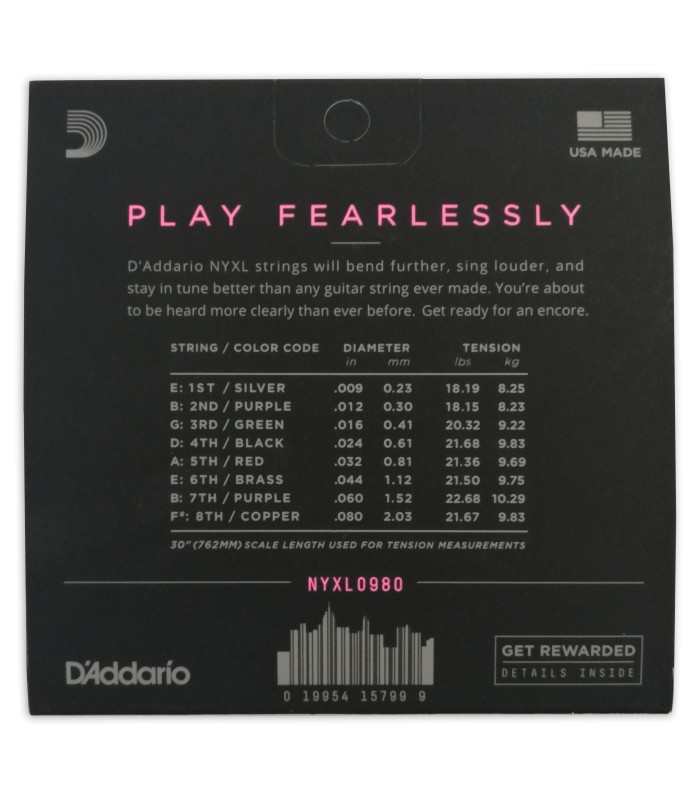 USA MADE
PLAY FEARLESSLY
D'Addario NYXL strings will bend further, sing louder, and
stay in tune better than any guitar string ever made. You're about
to be heard more clearly than ever before. Get ready for an encore.
STRING / COLOR CODE DIAMETER TENSION
in mm lbs kg
E: 1ST / SILVER .009 0.23 18.19 8.25
B: 2ND / PURPLE .012 0.30 18.15 8.23
G: 3RD / GREEN .016 0.41 20.32 9.22
D: 4TH / BLACK .024 0.61 21.68 9.83
A: 5TH / RED .032 0.81 21.36 9.69
E: 6TH / BRASS .044 1.12 21.50 9.75
B: 7TH / PURPLE .060 1.52 22.68 10.29
F#: 8TH / COPPER .080 2.03 21.67 9.83
30" (762MM) SCALE LENGTH USED FOR TENSION MEASUREMENTS
NYXL0980
D'Addario
0 19954 15799 9
GET REWARDED
DETAILS INSIDE